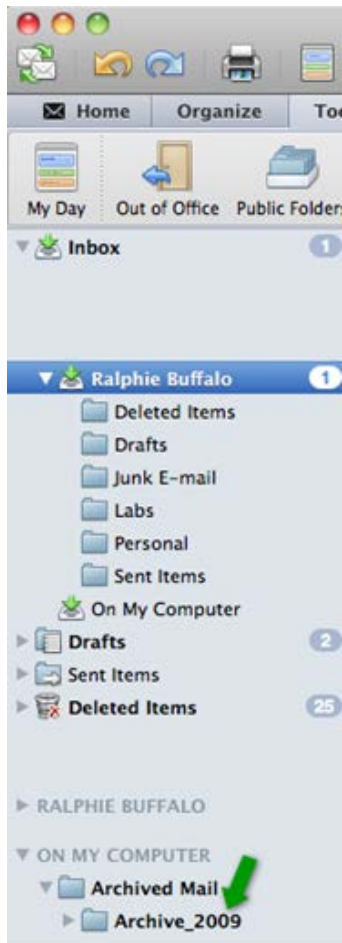 Home Organize Too
My Day Out of Office Public Folders
Inbox 1
Ralphie Buffalo 1
Deleted Items
Drafts
Junk E-mail
Labs
Personal
Sent Items
On My Computer
Drafts 2
Sent Items
Deleted Items 25
RALPHIE BUFFALO
ON MY COMPUTER
Archived Mail
Archive_2009